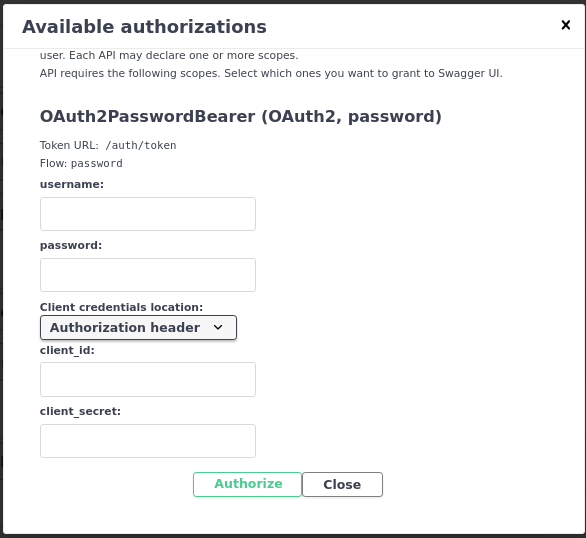 Available authorizations
user. Each API may declare one or more scopes.
API requires the following scopes. Select which ones you want to grant to Swagger UI.
OAuth2PasswordBearer (OAuth2, password)
Token URL: /auth/token
Flow: password
username:
password:
Client credentials location:
Authorization header
client_id:
client_secret:
Authorize Close